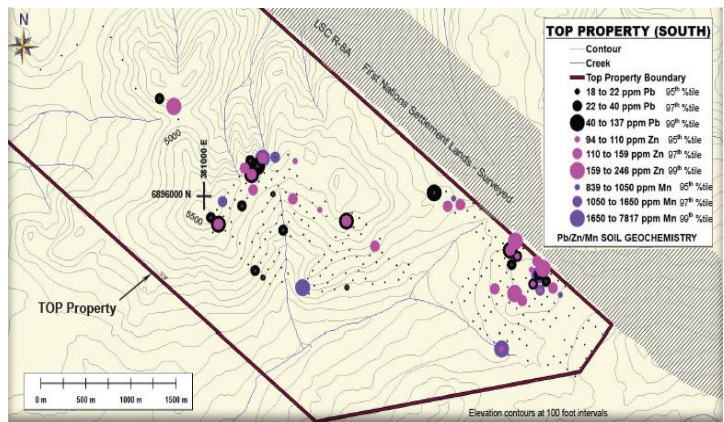 N
LSC R-8A
First Nations Settlement Lands - Surveyed
TOP PROPERTY (SOUTH)
Contour
Creek
Top Property Boundary
18 to 22 ppm Pb 95th %tile
22 to 40 ppm Pb 97th %tile
40 to 137 ppm Pb 99th %tile
94 to 110 ppm Zn 95th %tile
110 to 159 ppm Zn 97th %tile
159 to 246 ppm Zn 99th %tile
839 to 1050 ppm Mn 95th %tile
1050 to 1650 ppm Mn 97th %tile
1650 to 7817 ppm Mn 99th %tile
Pb/Zn/Mn SOIL GEOCHEMISTRY
5000
381000 E
6896000 N
5500
TOP Property
0 m 500 m 1000 m 1500 m
Elevation contours at 100 foot intervals